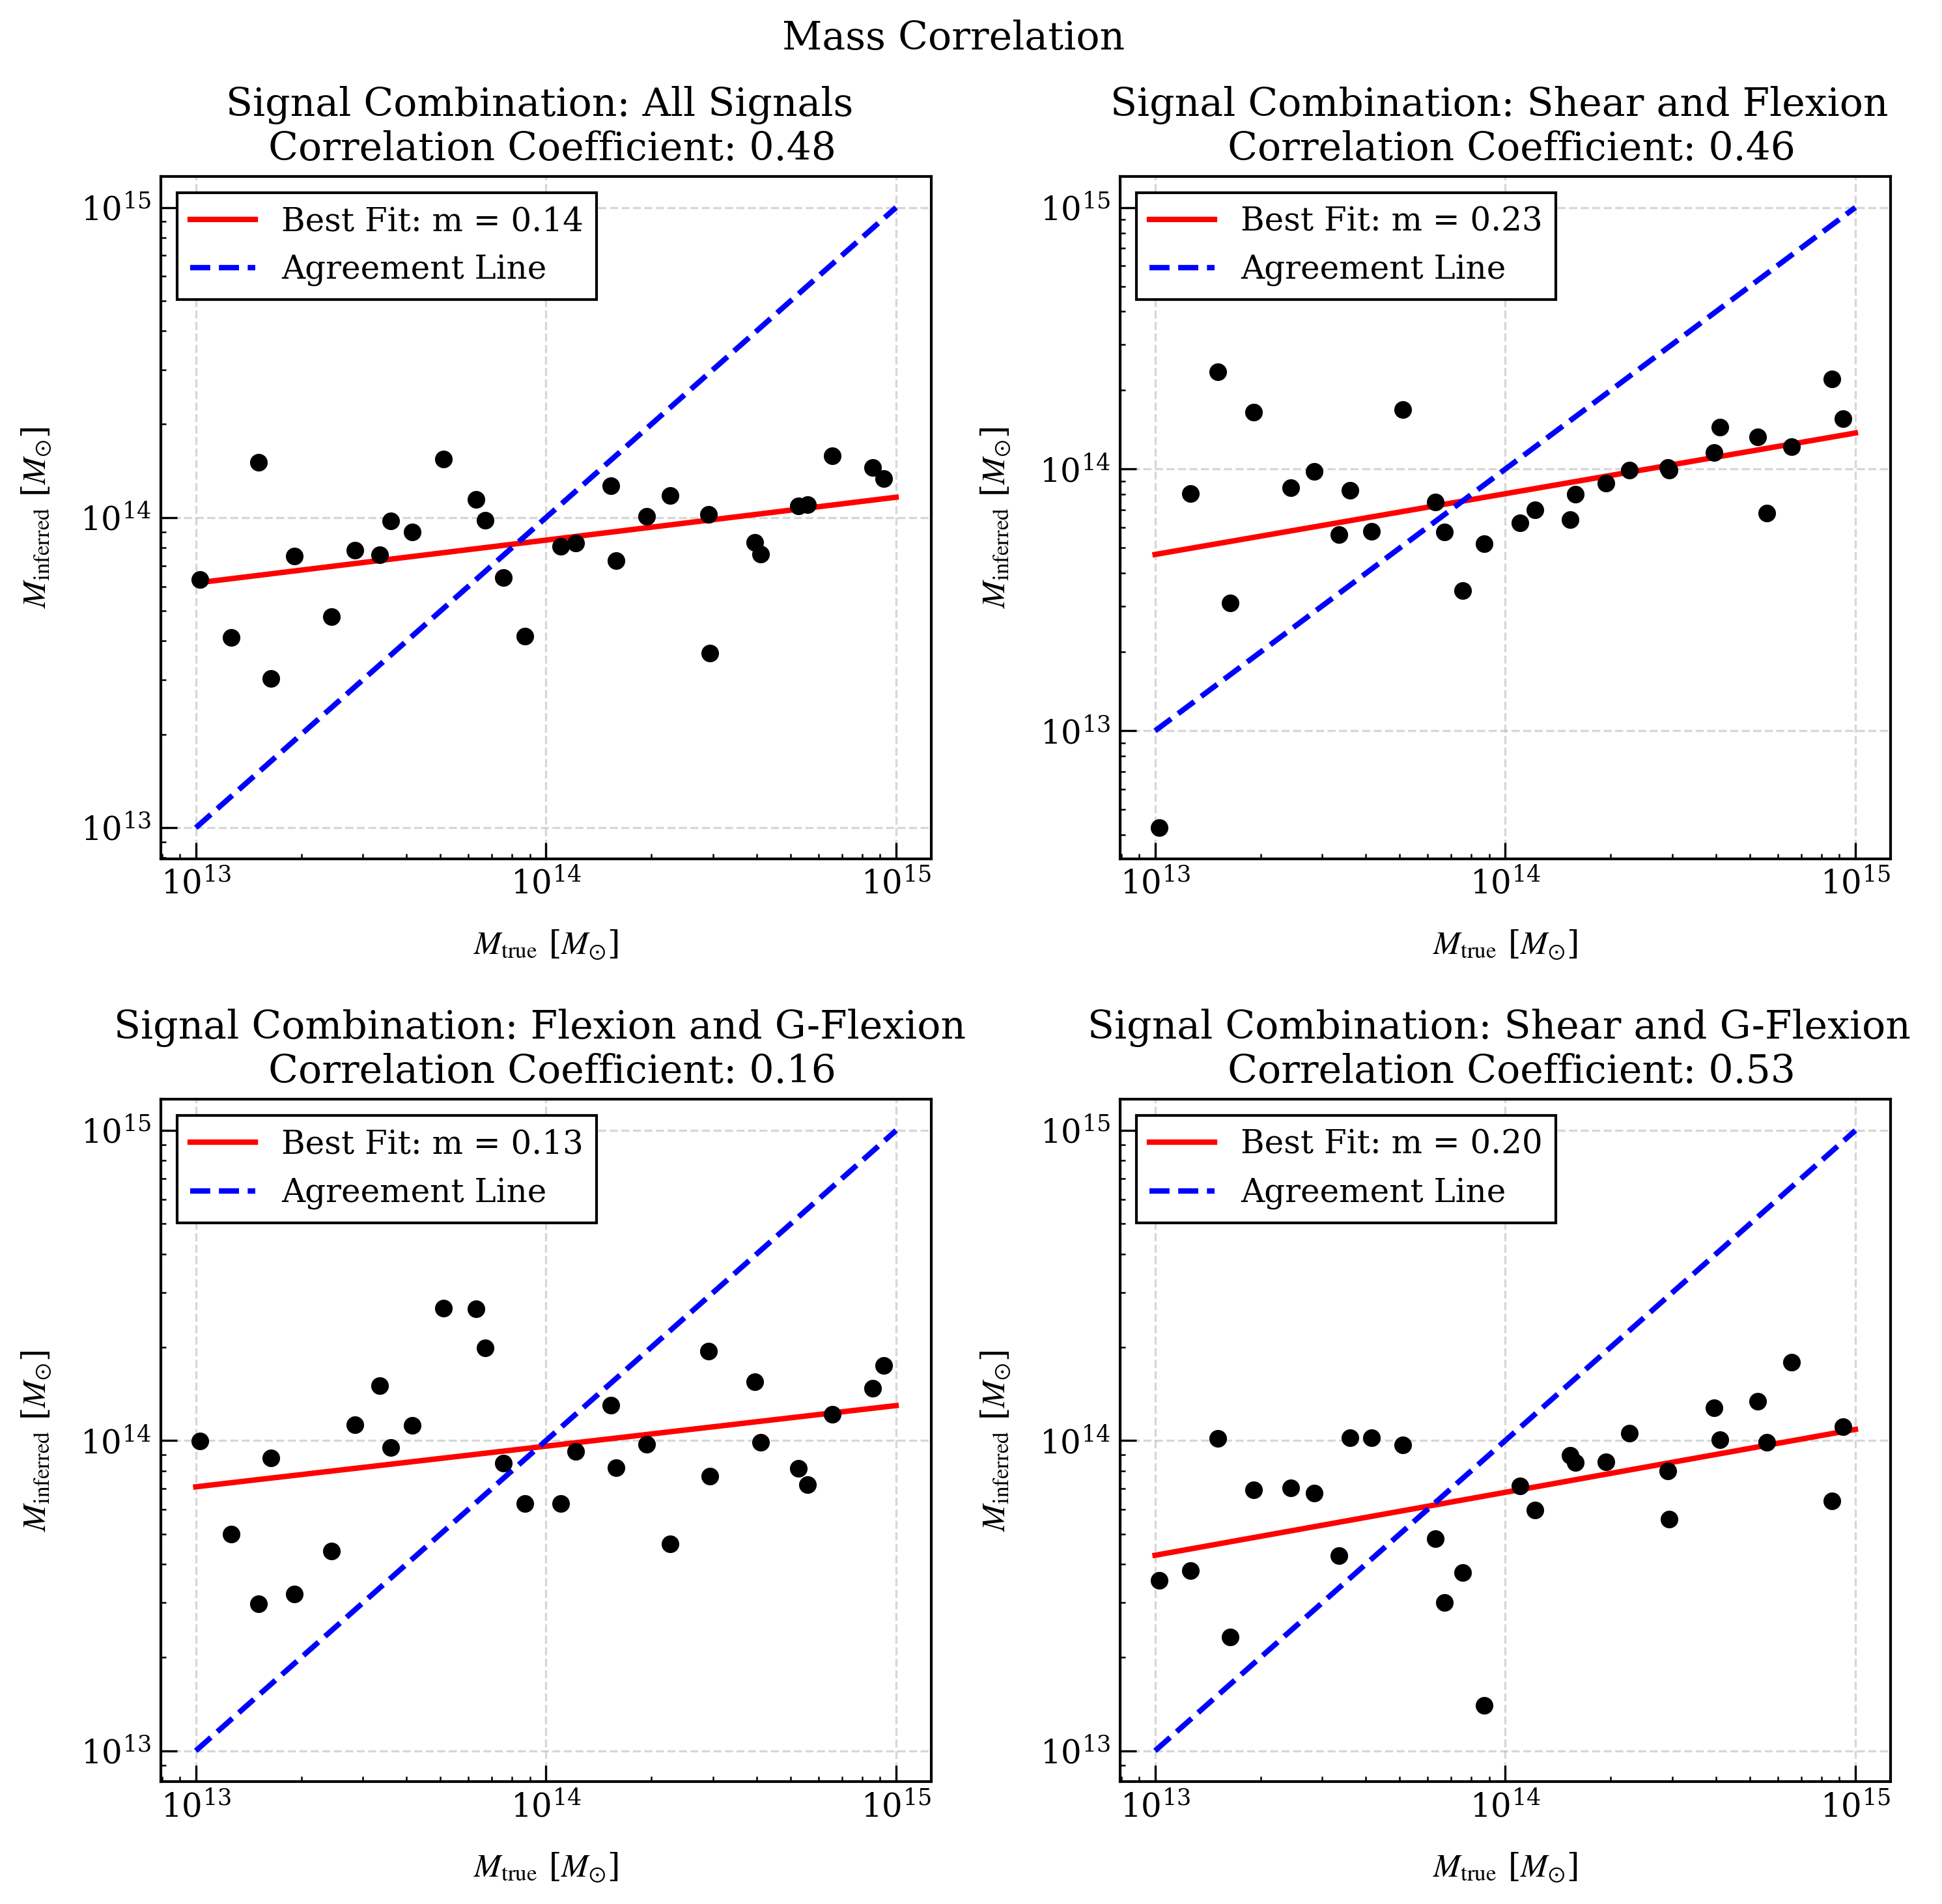 Mass Correlation
Signal Combination: All Signals
Correlation Coefficient: 0.48
Best Fit: m = 0.14
Agreement Line
10^15
10^14
10^13
M_inferred [M_⊙]
10^13 10^14 10^15
M_true [M_⊙]
Signal Combination: Shear and Flexion
Correlation Coefficient: 0.46
Best Fit: m = 0.23
Agreement Line
10^15
10^14
10^13
M_inferred [M_⊙]
10^13 10^14 10^15
M_true [M_⊙]
Signal Combination: Flexion and G-Flexion
Correlation Coefficient: 0.16
Best Fit: m = 0.13
Agreement Line
10^15
10^14
10^13
M_inferred [M_⊙]
10^13 10^14 10^15
M_true [M_⊙]
Signal Combination: Shear and G-Flexion
Correlation Coefficient: 0.53
Best Fit: m = 0.20
Agreement Line
10^15
10^14
10^13
M_inferred [M_⊙]
10^13 10^14 10^15
M_true [M_⊙]